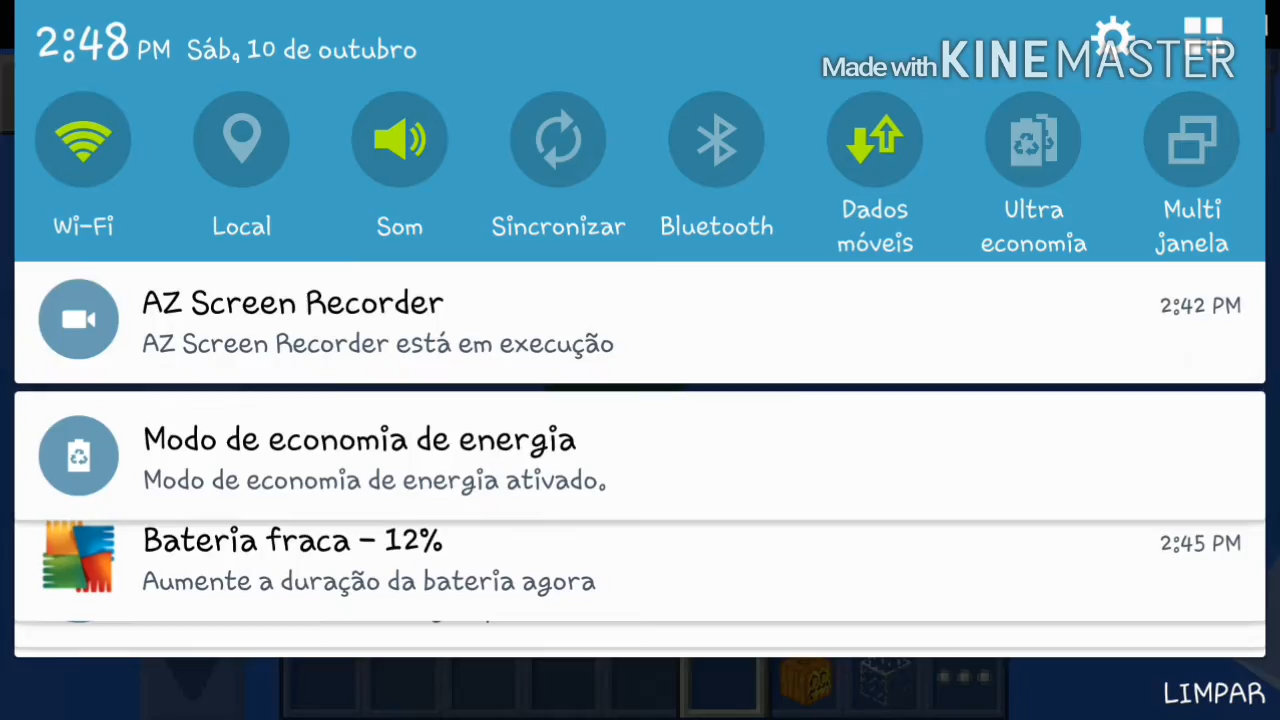 2:48 PM Sáb, 10 de outubro
Made with KINEMASTER
Wi-Fi
Local
Som
Sincronizar
Bluetooth
Dados
móveis
Ultra
economia
Multi
janela
AZ Screen Recorder
2:42 PM
AZ Screen Recorder está em execução
Modo de economia de energia
Modo de economia de energia ativado.
Bateria fraca - 12%
2:45 PM
Aumente a duração da bateria agora
LIMPAR